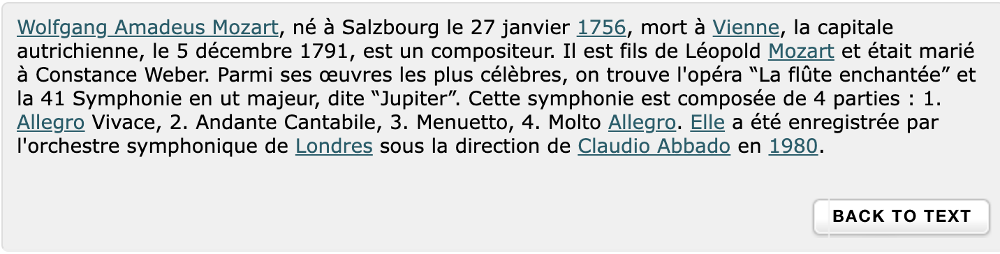 Wolfgang Amadeus Mozart, né à Salzbourg le 27 janvier 1756, mort à Vienne, la capitale
autrichienne, le 5 décembre 1791, est un compositeur. Il est fils de Léopold Mozart et était marié
à Constance Weber. Parmi ses œuvres les plus célèbres, on trouve l'opéra “La flûte enchantée” et
la 41 Symphonie en ut majeur, dite “Jupiter”. Cette symphonie est composée de 4 parties : 1.
Allegro Vivace, 2. Andante Cantabile, 3. Menuetto, 4. Molto Allegro. Elle a été enregistrée par
l'orchestre symphonique de Londres sous la direction de Claudio Abbado en 1980.
BACK TO TEXT